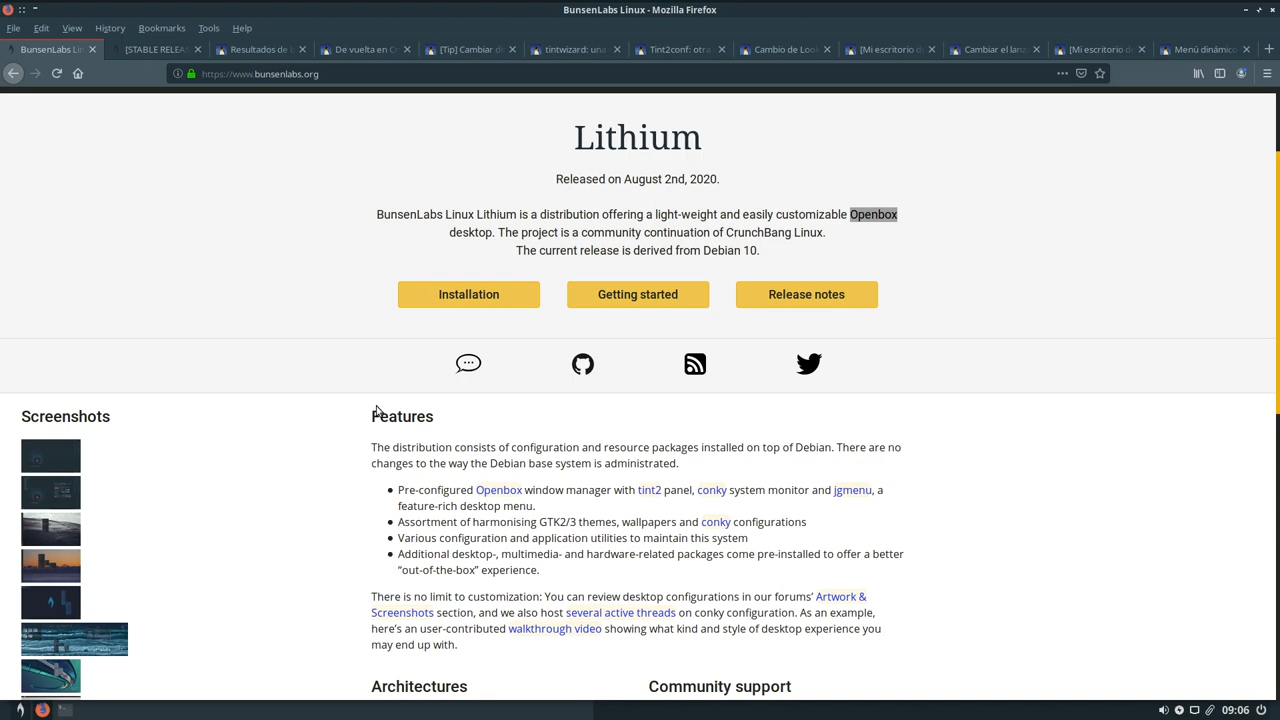 BunsenLabs Linux - Mozilla Firefox
File Edit View History Bookmarks Tools Help
BunsenLabs Lin [STABLE RELEAS Resultados de b De vuelta en Cr [Tip] Cambiar d tintwizard: una Tint2conf: otra Cambio de Look [Mi escritorio d Cambiar el lanz [Mi escritorio d Menú dinámico
https://www.bunsenlabs.org
Lithium
Released on August 2nd, 2020.
BunsenLabs Linux Lithium is a distribution offering a light-weight and easily customizable Openbox
desktop. The project is a community continuation of CrunchBang Linux.
The current release is derived from Debian 10.
Installation Getting started Release notes
Screenshots
Features
The distribution consists of configuration and resource packages installed on top of Debian. There are no
changes to the way the Debian base system is administrated.
Pre-configured Openbox window manager with tint2 panel, conky system monitor and jgmenu, a
feature-rich desktop menu.
Assortment of harmonising GTK2/3 themes, wallpapers and conky configurations
Various configuration and application utilities to maintain this system
Additional desktop-, multimedia- and hardware-related packages come pre-installed to offer a better
“out-of-the-box” experience.
There is no limit to customization: You can review desktop configurations in our forums’ Artwork &
Screenshots section, and we also host several active threads on conky configuration. As an example,
here’s an user-contributed walkthrough video showing what kind and style of desktop experience you
may end up with.
Architectures
Community support
09:06